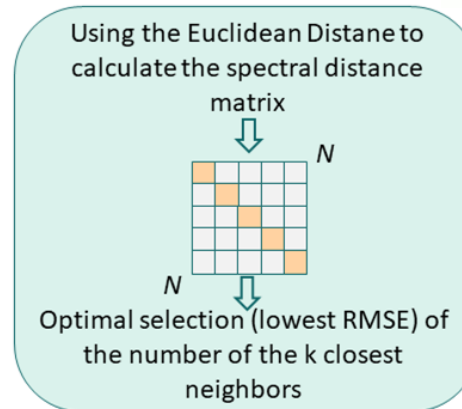 Using the Euclidean Distane to
calculate the spectral distance
matrix
N
N
Optimal selection (lowest RMSE) of
the number of the k closest
neighbors